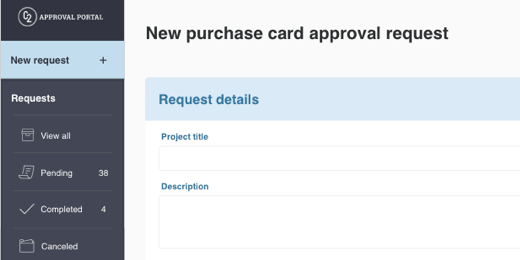 C2 APPROVAL PORTAL
New request +
Requests
View all
Pending 38
Completed 4
Canceled
New purchase card approval request
Request details
Project title
Description